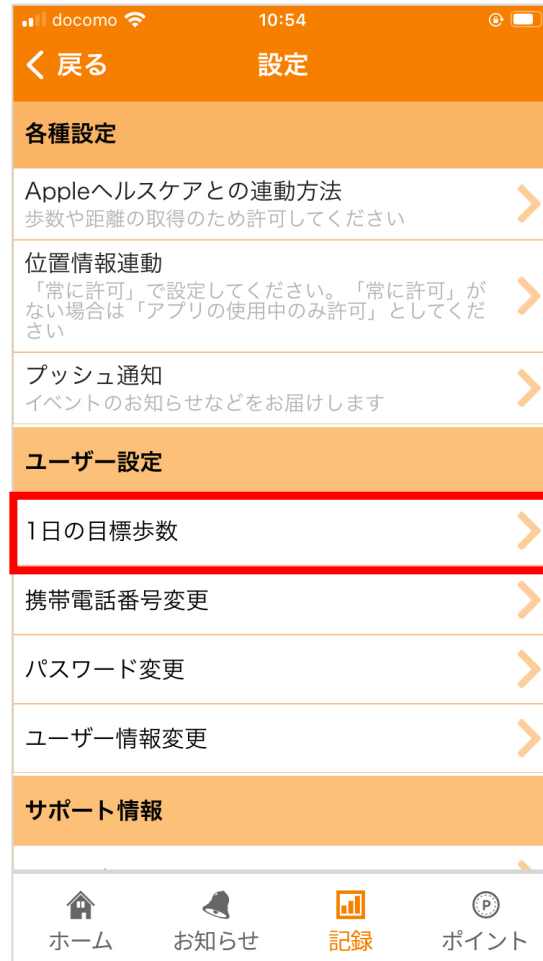 docomo 10:54
戻る 設定
各種設定
Appleヘルスケアとの連動方法
歩数や距離の取得のため許可してください
位置情報連動
「常に許可」で設定してください。「常に許可」が
ない場合は「アプリの使用中のみ許可」としてくだ
さい
プッシュ通知
イベントのお知らせなどをお届けします
ユーザー設定
1日の目標歩数
携帯電話番号変更
パスワード変更
ユーザー情報変更
サポート情報
P
ホーム お知らせ 記録 ポイント